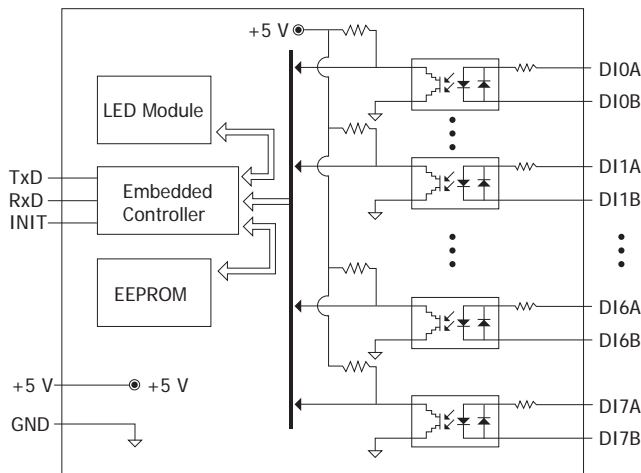 +5 V
LED Module
DI0A
DI0B
TxD
RxD
INIT
Embedded
Controller
DI1A
DI1B
EEPROM
DI6A
DI6B
+5 V
+5 V
GND
DI7A
DI7B